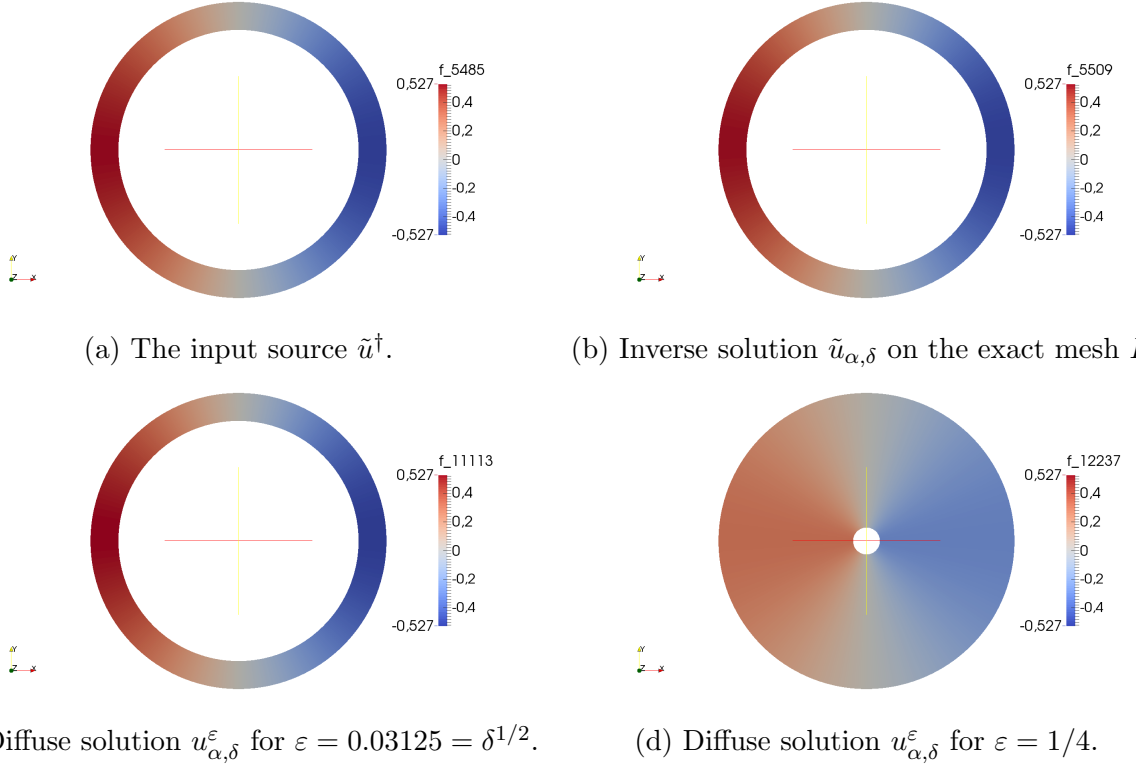 f_5485
0,527
0,4
0,2
0
-0,2
-0,4
-0,527
Y
Z X
(a) The input source ũ†.
f_5509
0,527
0,4
0,2
0
-0,2
-0,4
-0,527
Y
Z X
(b) Inverse solution ũ_{α,δ} on the exact mesh
f_11113
0,527
0,4
0,2
0
-0,2
-0,4
-0,527
Y
Z X
Diffuse solution u^ε_{α,δ} for ε = 0.03125 = δ^{1/2}.
f_12237
0,527
0,4
0,2
0
-0,2
-0,4
-0,527
Y
Z X
(d) Diffuse solution u^ε_{α,δ} for ε = 1/4.